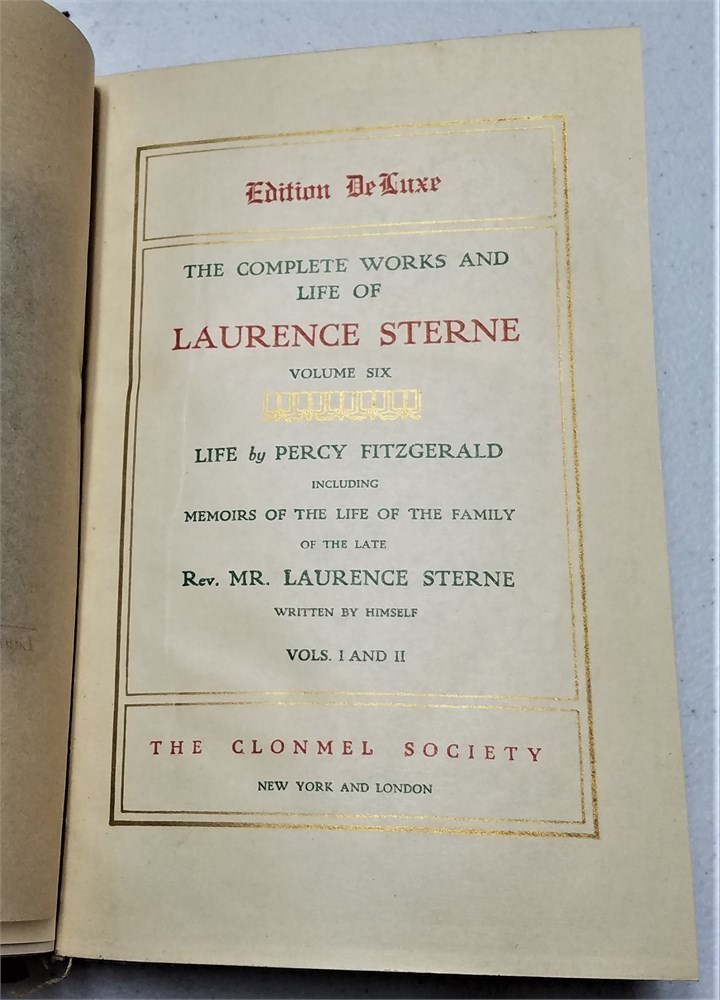 Edition De Luxe
THE COMPLETE WORKS AND
LIFE OF
LAURENCE STERNE
VOLUME SIX
LIFE by PERCY FITZGERALD
INCLUDING
MEMOIRS OF THE LIFE OF THE FAMILY
OF THE LATE
Rev. MR. LAURENCE STERNE
WRITTEN BY HIMSELF
VOLS. I AND II
THE CLONMEL SOCIETY
NEW YORK AND LONDON